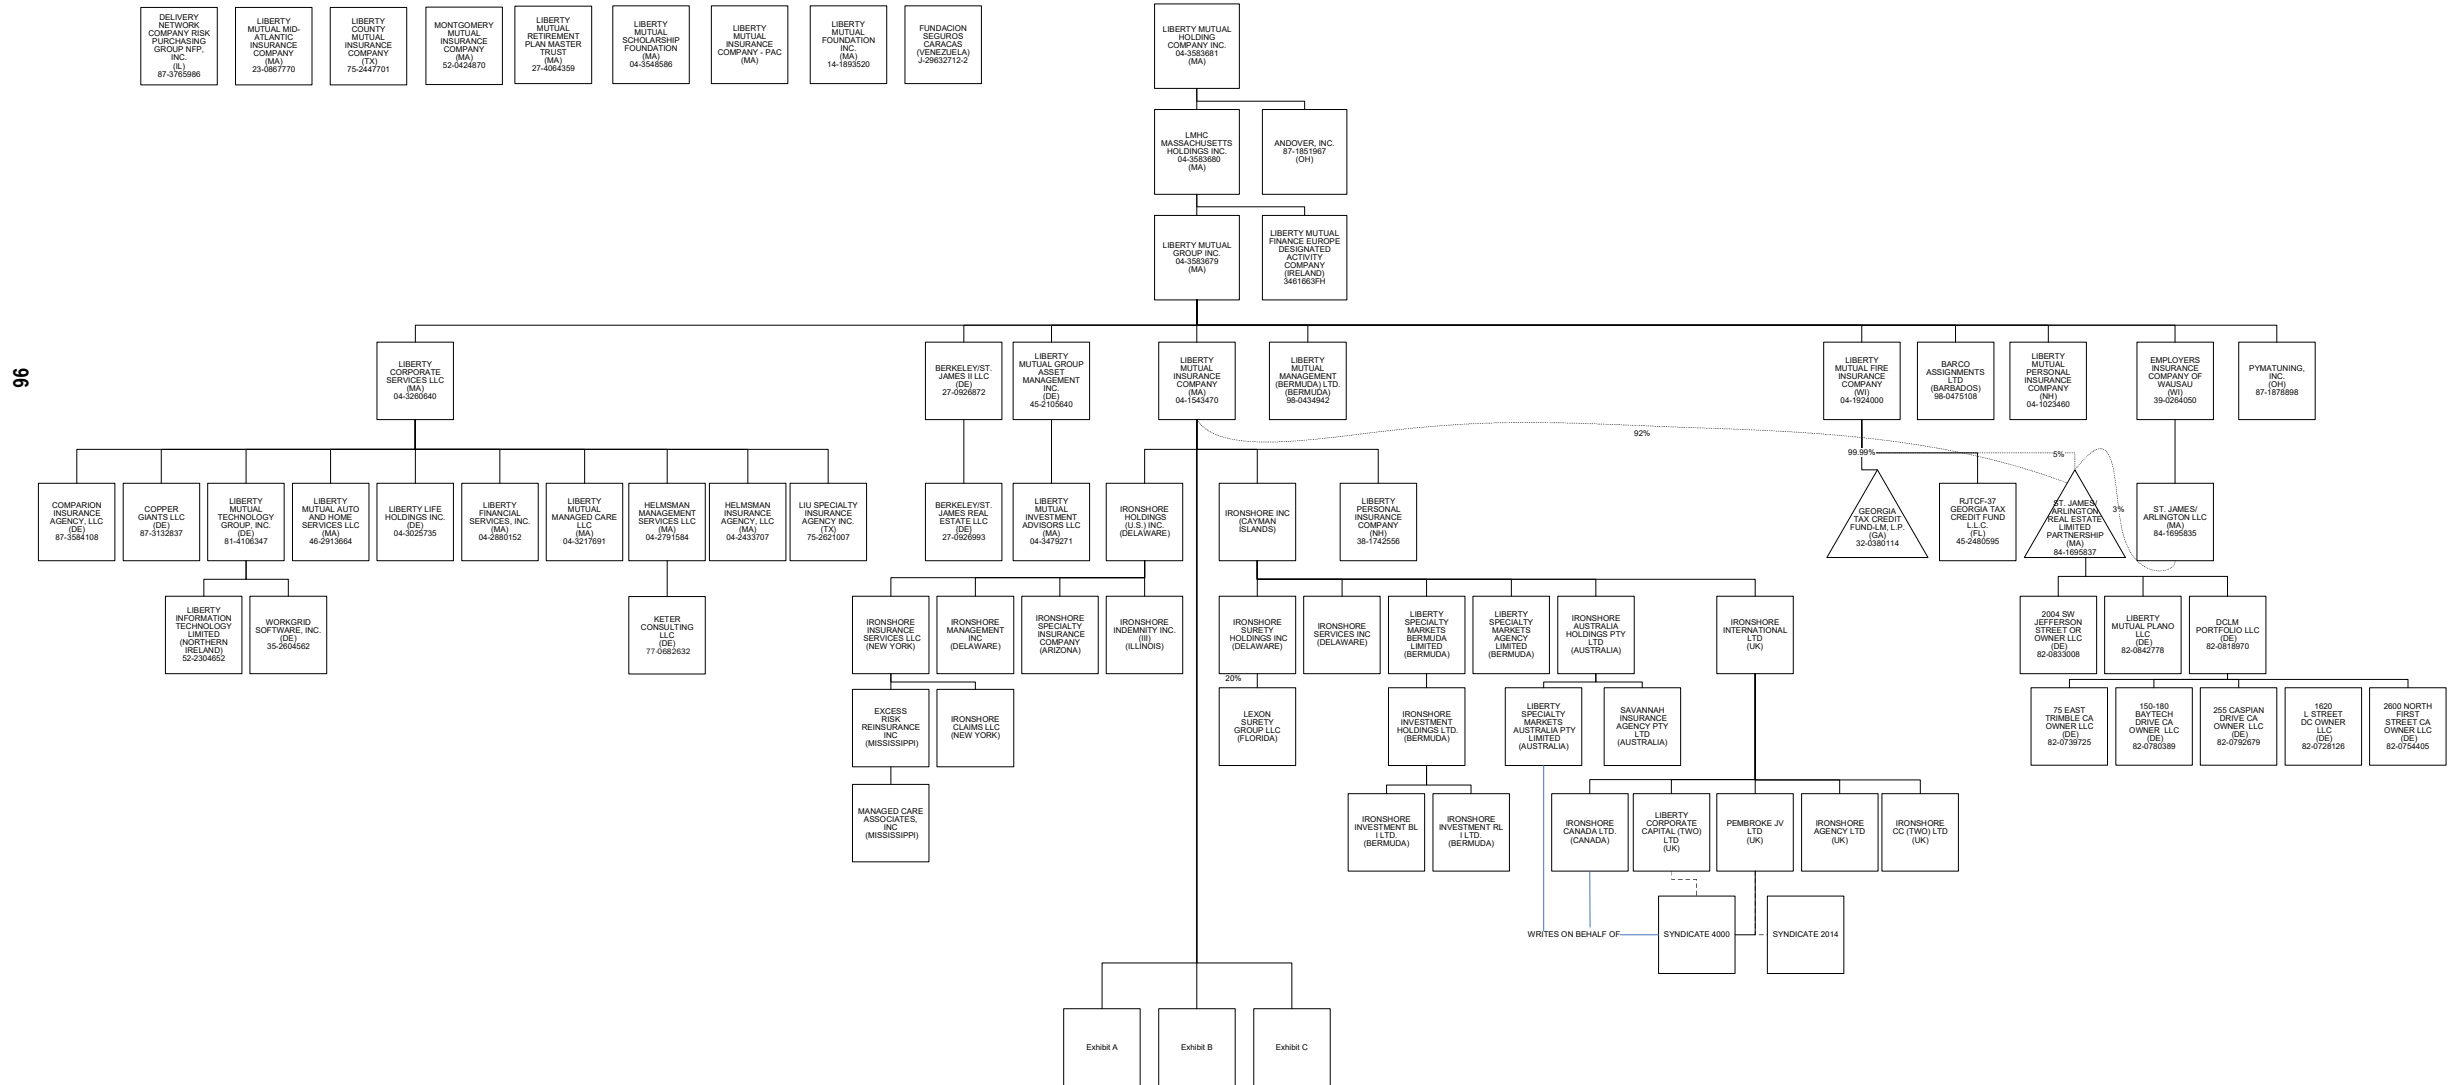 DELIVERY
NETWORK
COMPANY RISK
PURCHASING
GROUP NFP,
INC.
(IL)
87-3765986
LIBERTY
MUTUAL MID-
ATLANTIC
INSURANCE
COMPANY
(MA)
23-0867770
LIBERTY
COUNTY
MUTUAL
INSURANCE
COMPANY
(TX)
75-2447701
MONTGOMERY
MUTUAL
INSURANCE
COMPANY
(MA)
52-0424870
LIBERTY
MUTUAL
RETIREMENT
PLAN MASTER
TRUST
(MA)
27-4064359
LIBERTY
MUTUAL
SCHOLARSHIP
FOUNDATION
(MA)
04-3548586
LIBERTY
MUTUAL
INSURANCE
COMPANY - PAC
(MA)
LIBERTY
MUTUAL
FOUNDATION
INC.
(MA)
14-1893520
FUNDACION
SEGUROS
CARACAS
(VENEZUELA)
J-29632712-2
LIBERTY MUTUAL
HOLDING
COMPANY INC.
04-3583681
(MA)
LMHC
MASSACHUSETTS
HOLDINGS INC.
04-3583680
(MA)
ANDOVER, INC.
87-1851967
(OH)
LIBERTY MUTUAL
GROUP INC.
04-3583679
(MA)
LIBERTY MUTUAL
FINANCE EUROPE
DESIGNATED
ACTIVITY
COMPANY
(IRELAND)
3461663FH
96
LIBERTY
CORPORATE
SERVICES LLC
(MA)
04-3260640
BERKELEY/ST.
JAMES II LLC
(DE)
27-0926872
LIBERTY
MUTUAL GROUP
ASSET
MANAGEMENT
INC.
(DE)
45-2105640
LIBERTY
MUTUAL
INSURANCE
COMPANY
(MA)
04-1543470
LIBERTY
MUTUAL
MANAGEMENT
(BERMUDA) LTD.
(BERMUDA)
98-0434942
LIBERTY
MUTUAL FIRE
INSURANCE
COMPANY
(WI)
04-1924000
BARCO
ASSIGNMENTS
LTD
(BARBADOS)
98-0475108
LIBERTY
MUTUAL
PERSONAL
INSURANCE
COMPANY
(NH)
04-1023460
EMPLOYERS
INSURANCE
COMPANY OF
WAUSAU
(WI)
39-0264050
PYMATUNING,
INC.
(OH)
87-1878898
92%
99.99%
5%
3%
COMPARION
INSURANCE
AGENCY, LLC
(DE)
87-3584108
COPPER
GIANTS LLC
(DE)
87-3132837
LIBERTY
MUTUAL
TECHNOLOGY
GROUP, INC.
(DE)
81-4106347
LIBERTY
MUTUAL AUTO
AND HOME
SERVICES LLC
(MA)
46-2913664
LIBERTY LIFE
HOLDINGS INC.
(DE)
04-3025735
LIBERTY
FINANCIAL
SERVICES, INC.
(MA)
04-2880152
LIBERTY
MUTUAL
MANAGED CARE
LLC
(MA)
04-3217691
HELMSMAN
MANAGEMENT
SERVICES LLC
(MA)
04-2791584
HELMSMAN
INSURANCE
AGENCY, LLC
(MA)
04-2433707
LIU SPECIALTY
INSURANCE
AGENCY INC.
(TX)
75-2621007
BERKELEY/ST.
JAMES REAL
ESTATE LLC
(DE)
27-0926993
LIBERTY
MUTUAL
INVESTMENT
ADVISORS LLC
(MA)
04-3479271
IRONSHORE
HOLDINGS
(U.S.) INC.
(DELAWARE)
IRONSHORE INC
(CAYMAN
ISLANDS)
LIBERTY
PERSONAL
INSURANCE
COMPANY
(NH)
38-1742556
GEORGIA
TAX CREDIT
FUND-LM, L.P.
(GA)
32-0380114
RJTCF-37
GEORGIA TAX
CREDIT FUND
L.L.C.
(FL)
45-2480595
ST. JAMES/
ARLINGTON
REAL ESTATE
LIMITED
PARTNERSHIP
(MA)
84-1695837
ST. JAMES/
ARLINGTON LLC
(MA)
84-1695835
LIBERTY
INFORMATION
TECHNOLOGY
LIMITED
(NORTHERN
IRELAND)
52-2304652
WORKGRID
SOFTWARE, INC.
(DE)
35-2604562
KETER
CONSULTING
LLC
(DE)
77-0682632
IRONSHORE
INSURANCE
SERVICES LLC
(NEW YORK)
IRONSHORE
MANAGEMENT
INC
(DELAWARE)
IRONSHORE
SPECIALTY
INSURANCE
COMPANY
(ARIZONA)
IRONSHORE
INDEMNITY INC.
(III)
(ILLINOIS)
IRONSHORE
SURETY
HOLDINGS INC
(DELAWARE)
IRONSHORE
SERVICES INC
(DELAWARE)
LIBERTY
SPECIALTY
MARKETS
BERMUDA
LIMITED
(BERMUDA)
LIBERTY
SPECIALTY
MARKETS
AGENCY
LIMITED
(BERMUDA)
IRONSHORE
AUSTRALIA
HOLDINGS PTY
LTD
(AUSTRALIA)
IRONSHORE
INTERNATIONAL
LTD
(UK)
2004 SW
JEFFERSON
STREET OR
OWNER LLC
(DE)
82-0833008
LIBERTY
MUTUAL PLANO
LLC
(DE)
82-0842778
DCLM
PORTFOLIO LLC
(DE)
82-0818970
20%
EXCESS
RISK
REINSURANCE
INC
(MISSISSIPPI)
IRONSHORE
CLAIMS LLC
(NEW YORK)
LEXON
SURETY
GROUP LLC
(FLORIDA)
IRONSHORE
INVESTMENT
HOLDINGS LTD.
(BERMUDA)
LIBERTY
SPECIALTY
MARKETS
AUSTRALIA PTY
LIMITED
(AUSTRALIA)
SAVANNAH
INSURANCE
AGENCY PTY
LTD
(AUSTRALIA)
75 EAST
TRIMBLE CA
OWNER LLC
(DE)
82-0739725
150-180
BAYTECH
DRIVE CA
OWNER LLC
(DE)
82-0780389
255 CASPIAN
DRIVE CA
OWNER LLC
(DE)
82-0792679
1620
L STREET
DC OWNER
LLC
(DE)
82-0728126
2600 NORTH
FIRST
STREET CA
OWNER LLC
(DE)
82-0754405
MANAGED CARE
ASSOCIATES,
INC
(MISSISSIPPI)
IRONSHORE
INVESTMENT BL
I LTD.
(BERMUDA)
IRONSHORE
INVESTMENT RL
I LTD.
(BERMUDA)
IRONSHORE
CANADA LTD.
(CANADA)
LIBERTY
CORPORATE
CAPITAL (TWO)
LTD
(UK)
PEMBROKE JV
LTD
(UK)
IRONSHORE
AGENCY LTD
(UK)
IRONSHORE
CC (TWO) LTD
(UK)
WRITES ON BEHALF OF
SYNDICATE 4000
SYNDICATE 2014
Exhibit A
Exhibit B
Exhibit C